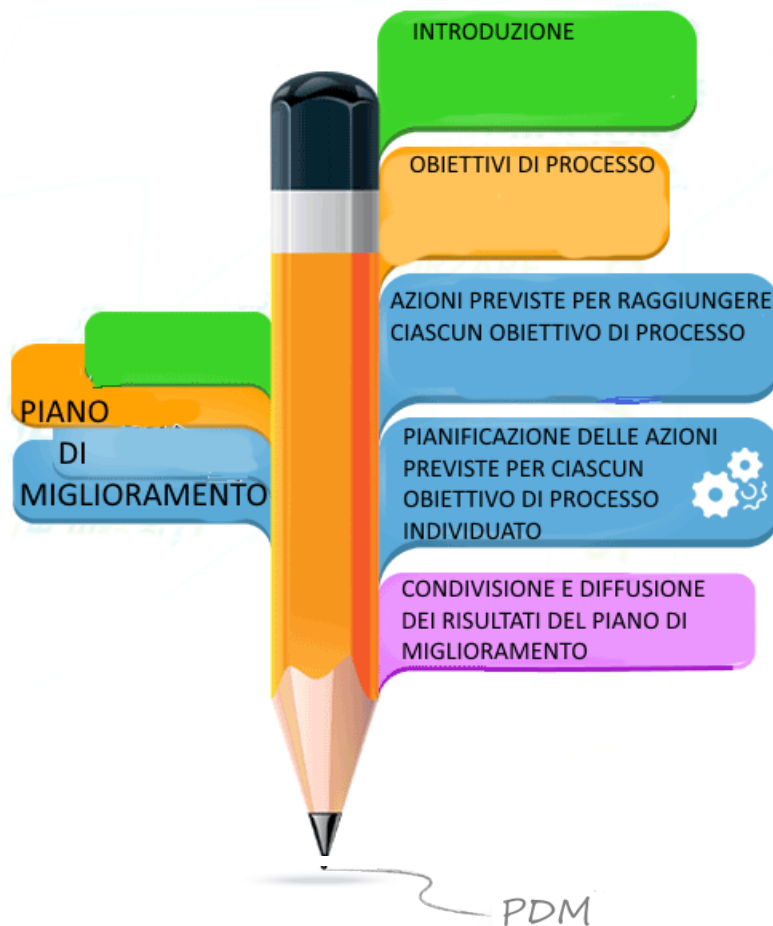 INTRODUZIONE
OBIETTIVI DI PROCESSO
AZIONI PREVISTE PER RAGGIUNGERE
CIASCUN OBIETTIVO DI PROCESSO
PIANO
DI
MIGLIORAMENTO
PIANIFICAZIONE DELLE AZIONI
PREVISTE PER CIASCUN
OBIETTIVO DI PROCESSO
INDIVIDUATO
CONDIVISIONE E DIFFUSIONE
DEI RISULTATI DEL PIANO DI
MIGLIORAMENTO
PDM